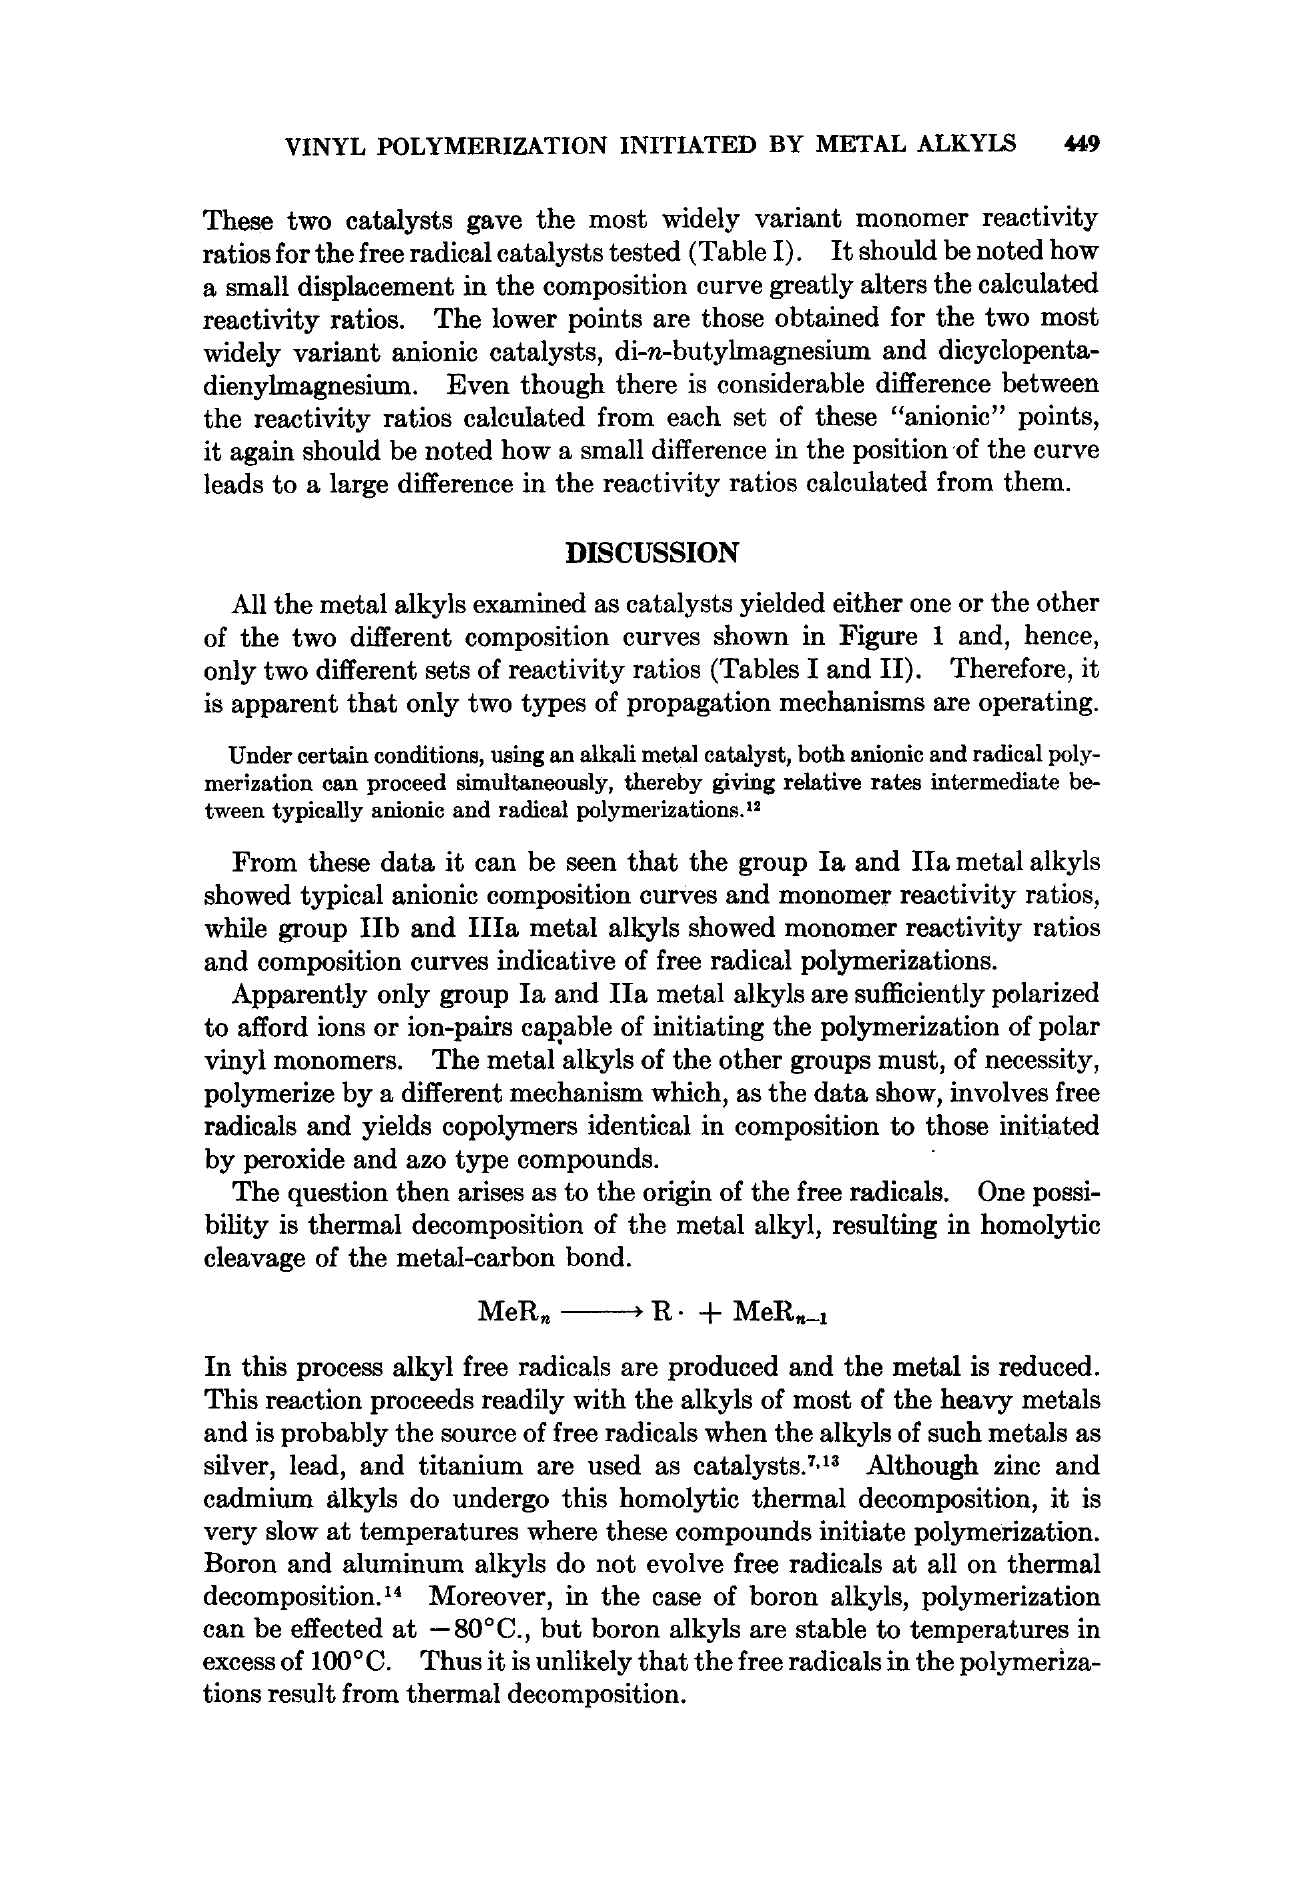 VINYL POLYMERIZATION INITIATED BY METAL ALKYLS 449
These two catalysts gave the most widely variant monomer reactivity
ratios for the free radical catalysts tested (Table I). It should be noted how
a small displacement in the composition curve greatly alters the calculated
reactivity ratios. The lower points are those obtained for the two most
widely variant anionic catalysts, di-n-butylmagnesium and dicyclopenta-
dienylmagnesium. Even though there is considerable difference between
the reactivity ratios calculated from each set of these “anionic” points,
it again should be noted how a small difference in the position of the curve
leads to a large difference in the reactivity ratios calculated from them.
DISCUSSION
All the metal alkyls examined as catalysts yielded either one or the other
of the two different composition curves shown in Figure 1 and, hence,
only two different sets of reactivity ratios (Tables I and II). Therefore, it
is apparent that only two types of propagation mechanisms are operating.
Under certain conditions, using an alkali metal catalyst, both anionic and radical poly-
merization can proceed simultaneously, thereby giving relative rates intermediate be-
tween typically anionic and radical polymerizations.¹²
From these data it can be seen that the group Ia and IIa metal alkyls
showed typical anionic composition curves and monomer reactivity ratios,
while group IIb and IIIa metal alkyls showed monomer reactivity ratios
and composition curves indicative of free radical polymerizations.
Apparently only group Ia and IIa metal alkyls are sufficiently polarized
to afford ions or ion-pairs capable of initiating the polymerization of polar
vinyl monomers. The metal alkyls of the other groups must, of necessity,
polymerize by a different mechanism which, as the data show, involves free
radicals and yields copolymers identical in composition to those initiated
by peroxide and azo type compounds.
The question then arises as to the origin of the free radicals. One possi-
bility is thermal decomposition of the metal alkyl, resulting in homolytic
cleavage of the metal-carbon bond.
MeRₙ ⟶ R· + MeRₙ₋₁
In this process alkyl free radicals are produced and the metal is reduced.
This reaction proceeds readily with the alkyls of most of the heavy metals
and is probably the source of free radicals when the alkyls of such metals as
silver, lead, and titanium are used as catalysts.⁷,¹³ Although zinc and
cadmium alkyls do undergo this homolytic thermal decomposition, it is
very slow at temperatures where these compounds initiate polymerization.
Boron and aluminum alkyls do not evolve free radicals at all on thermal
decomposition.¹⁴ Moreover, in the case of boron alkyls, polymerization
can be effected at −80°C., but boron alkyls are stable to temperatures in
excess of 100°C. Thus it is unlikely that the free radicals in the polymeriza-
tions result from thermal decomposition.